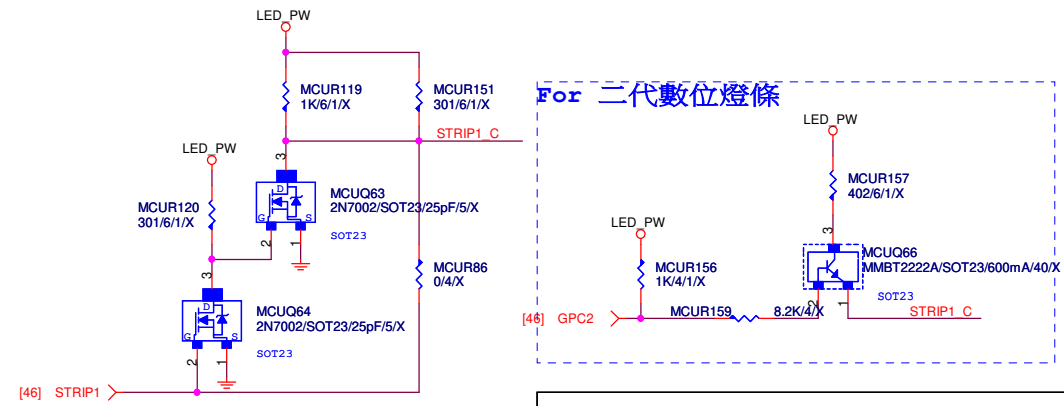 LED_PW
MCUR119
1K/6/1/X
MCUR151
301/6/1/X
STRIP1_C
LED_PW
MCUR120
301/6/1/X
3
D
G
S
2
1
MCUQ63
2N7002/SOT23/25pF/5/X
SOT23
MCUR86
0/4/X
3
D
G
S
2
1
MCUQ64
2N7002/SOT23/25pF/5/X
SOT23
[46] STRIP1
For 二代數位燈條
LED_PW
MCUR157
402/6/1/X
LED_PW
MCUR156
1K/4/1/X
3
MCUQ66
MMBT2222A/SOT23/600mA/40/X
SOT23
2
1
[46] GPC2
MCUR159
8.2K/4/X
STRIP1_C